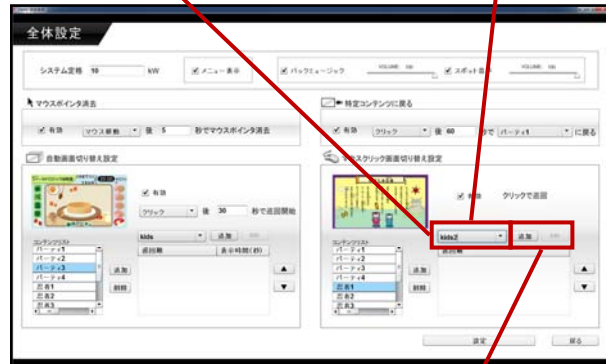 全体設定
システム定格 10 kW メニュー表示 バックミュージック VOLUME: 100 スポット音 VOLUME: 100
マウスポインタ消去
有効 マウス移動 後 5 秒でマウスポインタ消去
特定コンテンツに戻る
有効 クリック 後 60 秒で パーティ1 に戻る
自動画面切り替え設定
有効
クリック 後 30 秒で巡回開始
コンテンツリスト
パーティ1
パーティ2
パーティ3
パーティ4
忍者1
忍者2
忍者3
追加
削除
kids 追加
巡回順 表示時間(秒)
マウスクリック画面切り替え設定
有効 クリックで巡回
コンテンツリスト
パーティ2
パーティ3
パーティ4
忍者1
忍者2
忍者3
追加
削除
kids2 追加
巡回順
設定 戻る